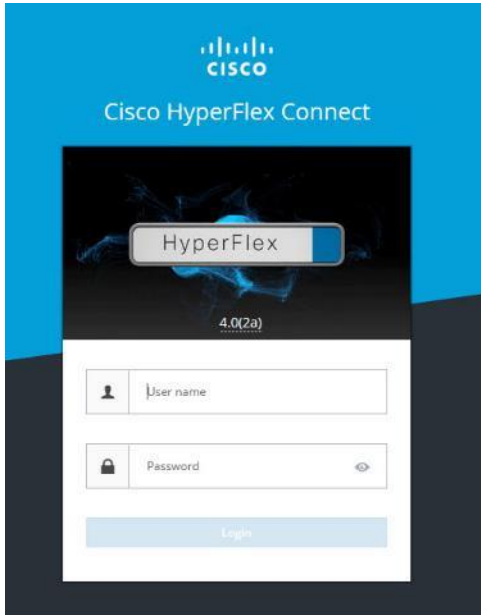 CISCO
Cisco HyperFlex Connect
HyperFlex
4.0(2a)
User name
Password
Login